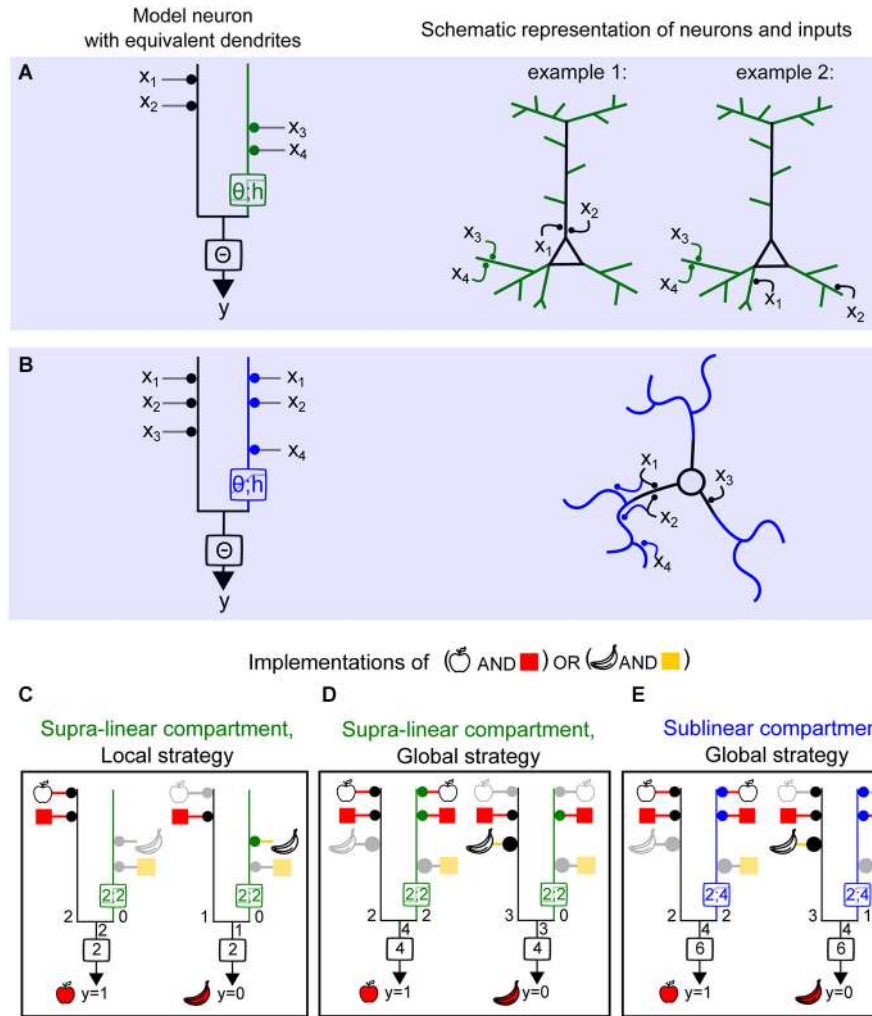 Model neuron
with equivalent dendrites
Schematic representation of neurons and inputs
A
example 1:
example 2:
x₁
x₂
x₃
x₄
θ;h
Θ
y
x₂
x₁
x₃
x₄
x₃
x₄
x₁
x₂
B
x₁
x₂
x₃
x₁
x₂
x₄
θ;h
Θ
y
x₁
x₃
x₂
x₄
Implementations of ( AND ) OR ( AND )
C
D
E
Supra-linear compartment,
Local strategy
Supra-linear compartment,
Global strategy
Sublinear compartmen
Global strategy
2;2
2;2
2;2
2;2
2;4
2;4
2 0 1 0 2 2 3 0 2 2 3 1
2 1 4 3 4 4
2 2 4 4 6 6
y=1 y=0 y=1 y=0 y=1 y=0